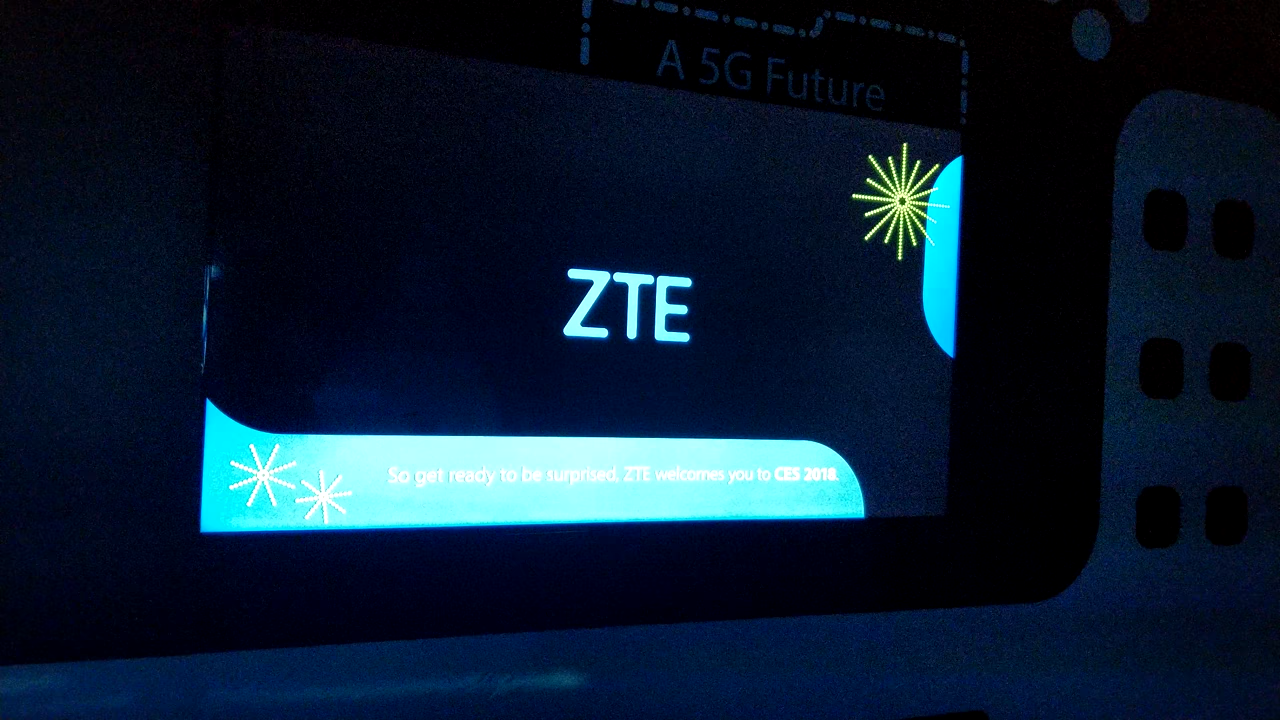 A 5G Future
ZTE
So get ready to be surprised. ZTE welcomes you to CES 2018.